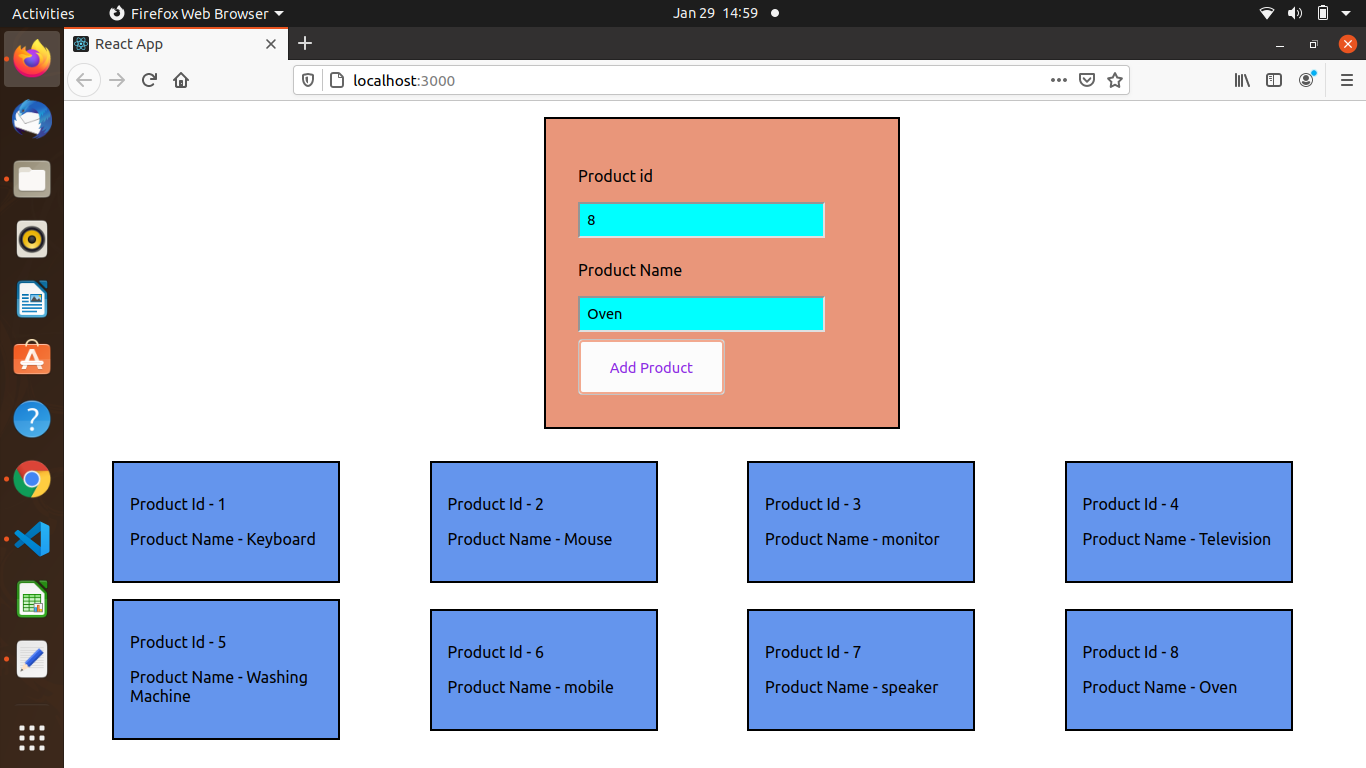 Activities
Firefox Web Browser
Jan 29 14:59
React App
localhost:3000
Product id
8
Product Name
Oven
Add Product
Product Id - 1
Product Name - Keyboard
Product Id - 2
Product Name - Mouse
Product Id - 3
Product Name - monitor
Product Id - 4
Product Name - Television
Product Id - 5
Product Name - Washing
Machine
Product Id - 6
Product Name - mobile
Product Id - 7
Product Name - speaker
Product Id - 8
Product Name - Oven